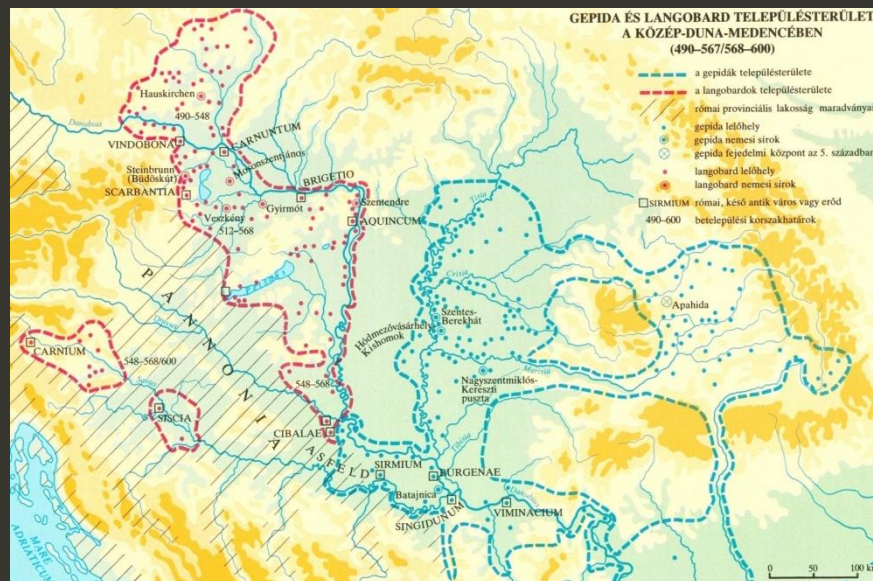 GEPIDA ÉS LANGOBARD TELEPÜLÉSTERÜLET
A KÖZÉP-DUNA-MEDENCÉBEN
(490–567/568–600)
a gepidák településterülete
a langobardok településterülete
római provinciális lakosság maradványai
gepida lelőhely
gepida nemesi sírok
gepida fejedelmi központ az 5. században
langobard lelőhely
langobard nemesi sírok
SIRMIUM római, késő antik város vagy erőd
490–600 betelepülési korszakhatárok
Hauskirchen
490–548
Danubius
VINDOBONA
CARNUNTUM
Mosonszentjános
Steinbrunn
(Büdöskút)
SCARBANTIA
BRIGETIO
Gyirmót
Veszkény
512–568
Szentendre
AQUINCUM
Tisia
Crisia
Apahida
Szentes-
Berekhát
Hódmezővásárhely
Kishomok
PANNONIA
CARNIUM
548–568/600
548–568
Marisia
Nagyszentmiklós-
Kereszti
puszta
SISCIA
CIBALAE
ASFELD
Tibisia
SIRMIUM
BURGENAE
Batajnica
SINGIDUNUM
Danubius
VIMINACIUM
MARE
ADRIATICUM
0 50 100 km